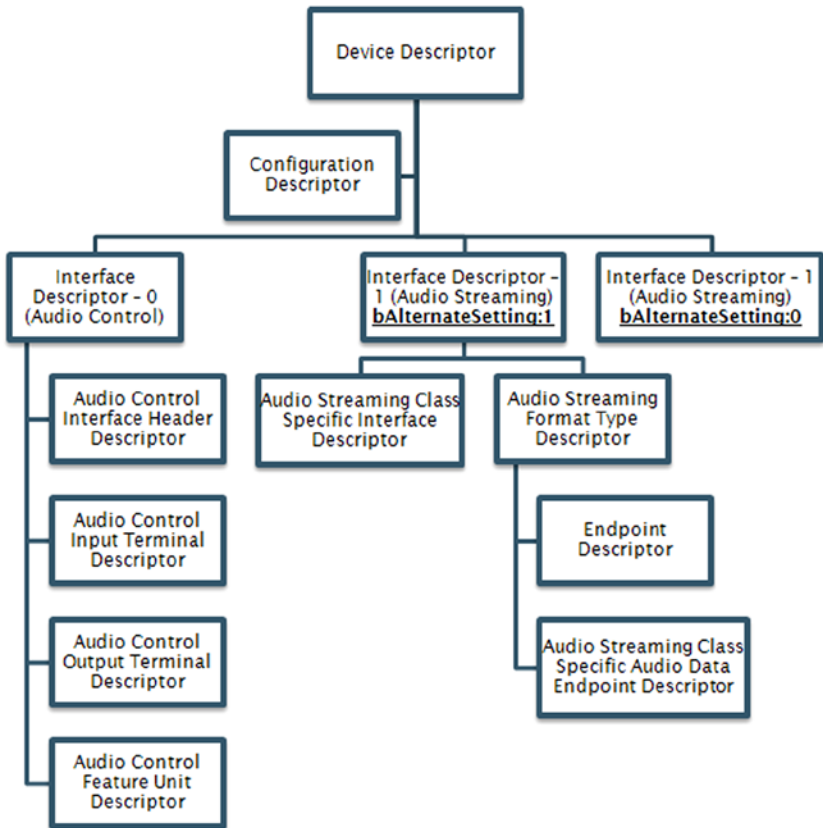 Device Descriptor
Configuration
Descriptor
Interface
Descriptor - 0
(Audio Control)
Interface Descriptor -
1 (Audio Streaming)
bAlternateSetting:1
Interface Descriptor - 1
(Audio Streaming)
bAlternateSetting:0
Audio Control
Interface Header
Descriptor
Audio Streaming Class
Specific Interface
Descriptor
Audio Streaming
Format Type
Descriptor
Audio Control
Input Terminal
Descriptor
Endpoint
Descriptor
Audio Control
Output Terminal
Descriptor
Audio Streaming Class
Specific Audio Data
Endpoint Descriptor
Audio Control
Feature Unit
Descriptor